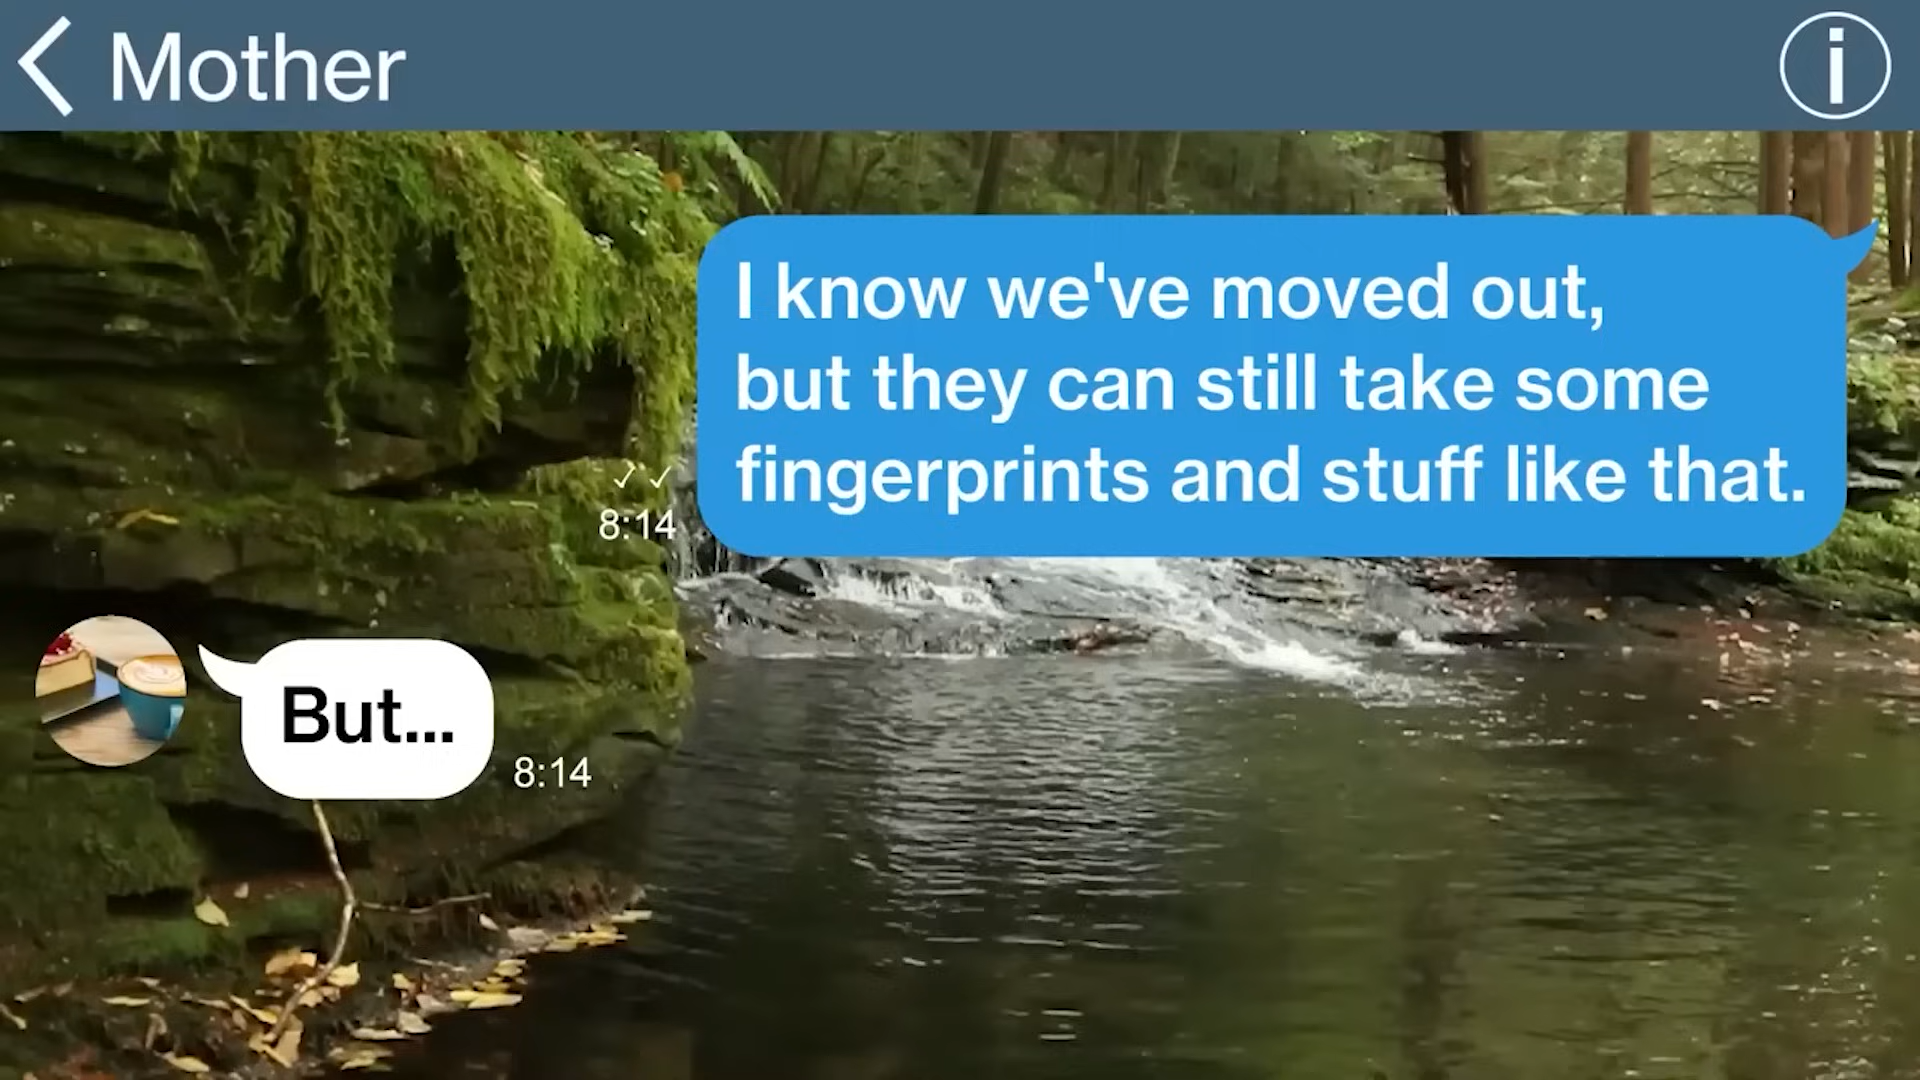 Mother
I know we've moved out,
but they can still take some
fingerprints and stuff like that.
8:14
But...
8:14